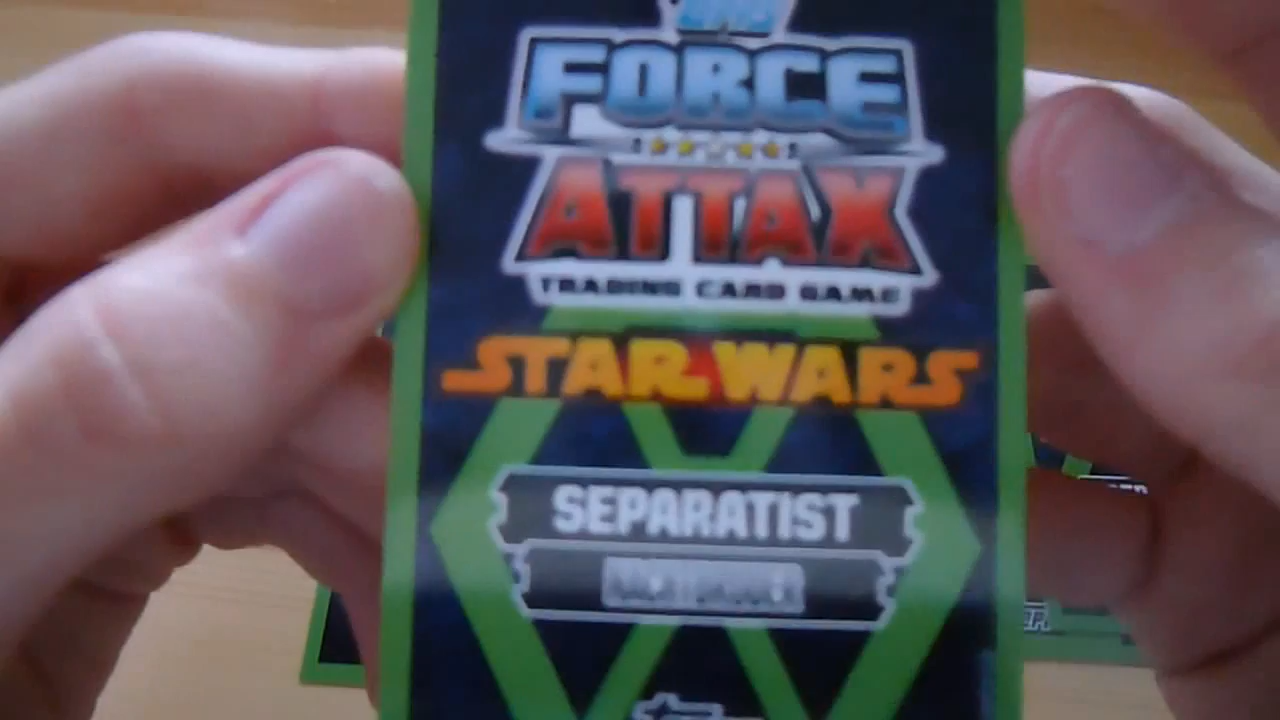 FORCE
ATTAX
TRADING CARD GAME
STAR WARS
SEPARATIST